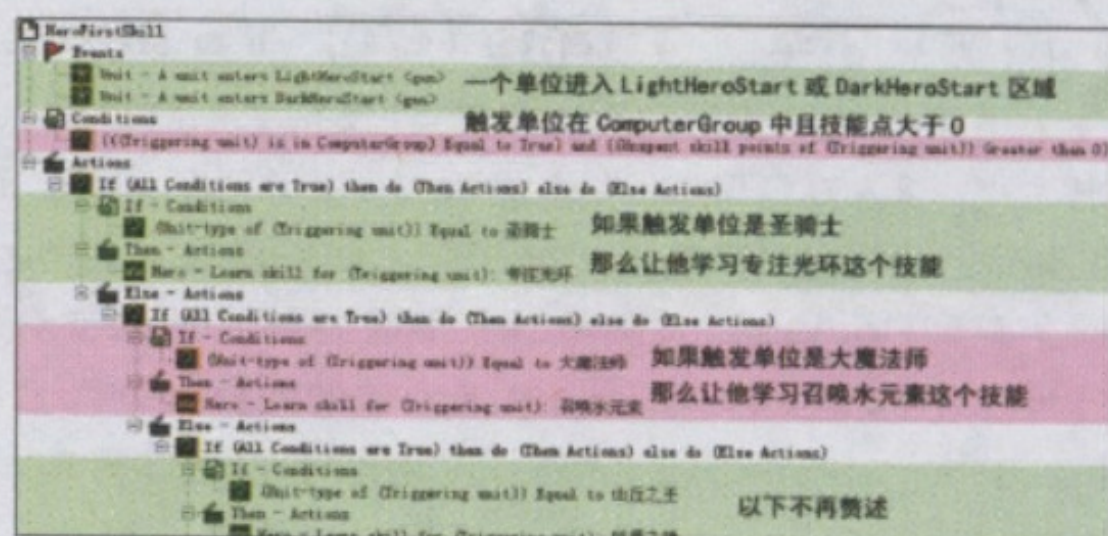 HeroFirstSkill
Events
Unit - A unit enters LightHeroStart <gen>
Unit - A unit enters DarkHeroStart <gen>
一个单位进入 LightHeroStart 或 DarkHeroStart 区域
Conditions
触发单位在 ComputerGroup 中且技能点大于 0
(((Triggering unit) is in ComputerGroup) Equal to True) and ((Unspent skill points of (Triggering unit)) Greater than 0)
Actions
If (All Conditions are True) then do (Then Actions) else do (Else Actions)
If - Conditions
(Unit-type of (Triggering unit)) Equal to 圣骑士
如果触发单位是圣骑士
Then - Actions
Hero - Learn skill for (Triggering unit): 专注光环
那么让他学习专注光环这个技能
Else - Actions
If (All Conditions are True) then do (Then Actions) else do (Else Actions)
If - Conditions
(Unit-type of (Triggering unit)) Equal to 大魔法师
如果触发单位是大魔法师
Then - Actions
Hero - Learn skill for (Triggering unit): 召唤水元素
那么让他学习召唤水元素这个技能
Else - Actions
If (All Conditions are True) then do (Then Actions) else do (Else Actions)
If - Conditions
(Unit-type of (Triggering unit)) Equal to 山丘之王
以下不再赘述
Then - Actions
Hero - Learn skill for (Triggering unit):